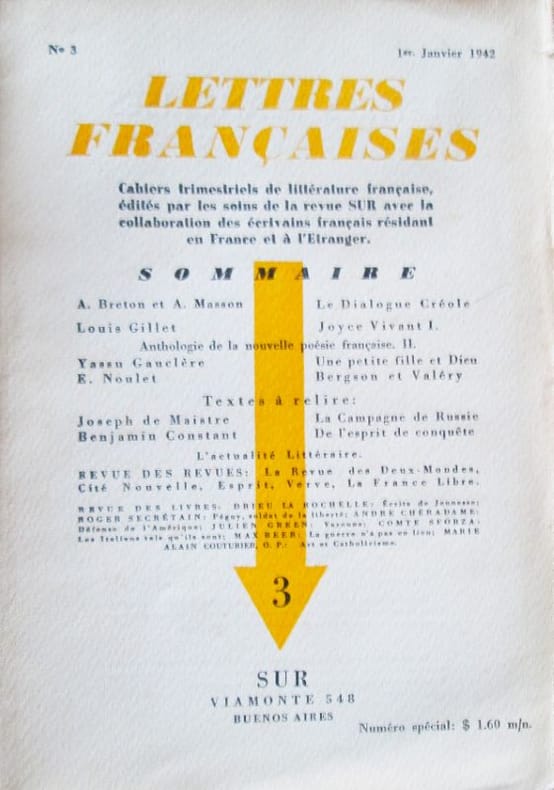 No 3 1er. Janvier 1942
LETTRES
FRANÇAISES
Cahiers trimestriels de littérature française,
édités par les soins de la revue SUR avec la
collaboration des écrivains français résidant
en France et à l'Etranger.
SOMMAIRE
A. Breton et A. Masson Le Dialogue Créole
Louis Gillet Joyce Vivant I.
Anthologie de la nouvelle poésie française. II.
Yassu Gauclère Une petite fille et Dieu
E. Noulet Bergson et Valéry
Textes à relire:
Joseph de Maistre La Campagne de Russie
Benjamin Constant De l'esprit de conquête
L'actualité Littéraire.
REVUE DES REVUES: La Revue des Deux-Mondes,
Cité Nouvelle, Esprit, Verve, La France Libre.
REVUE DES LIVRES: DRIEU LA ROCHELLE: Écrits de Jeunesse;
ROGER SECRÉTAIN: Péguy, soldat de la liberté; ANDRE CHÉRADAME:
Défense de l'Amérique; JULIEN GREEN: Varouna; COMTE SFORZA:
Les Italiens tels qu'ils sont; MAX BEER: La guerre n'a pas eu lieu; MARIE
ALAIN COUTURIER, O. P.: Art et Catholicisme.
3
SUR
VIAMONTE 548
BUENOS AIRES
Numéro spécial: $ 1.60 m/n.